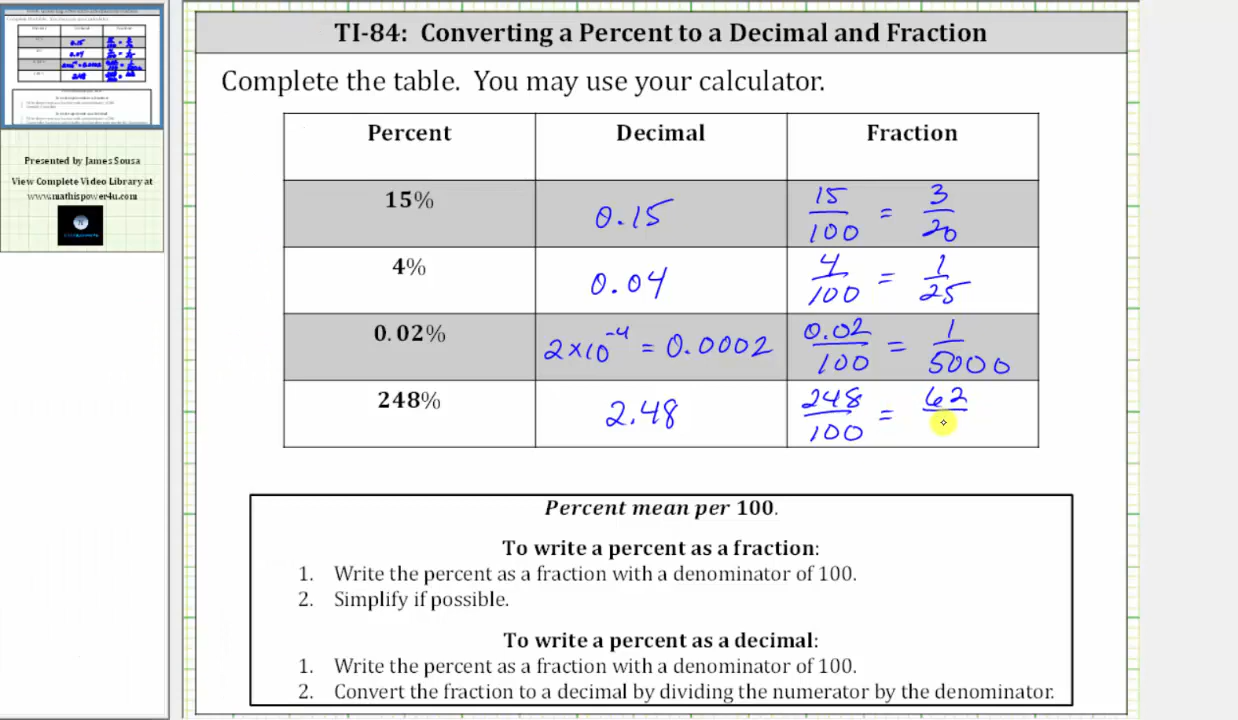 Presented by James Sousa
View Complete Video Library at
www.mathispower4u.com
TI-84: Converting a Percent to a Decimal and Fraction
Complete the table. You may use your calculator.
Percent Decimal Fraction
15% 0.15 15/100 = 3/20
4% 0.04 4/100 = 1/25
0.02% 2×10⁻⁴ = 0.0002 0.02/100 = 1/5000
248% 2.48 248/100 = 62
Percent mean per 100.
To write a percent as a fraction:
1. Write the percent as a fraction with a denominator of 100.
2. Simplify if possible.
To write a percent as a decimal:
1. Write the percent as a fraction with a denominator of 100.
2. Convert the fraction to a decimal by dividing the numerator by the denominator.